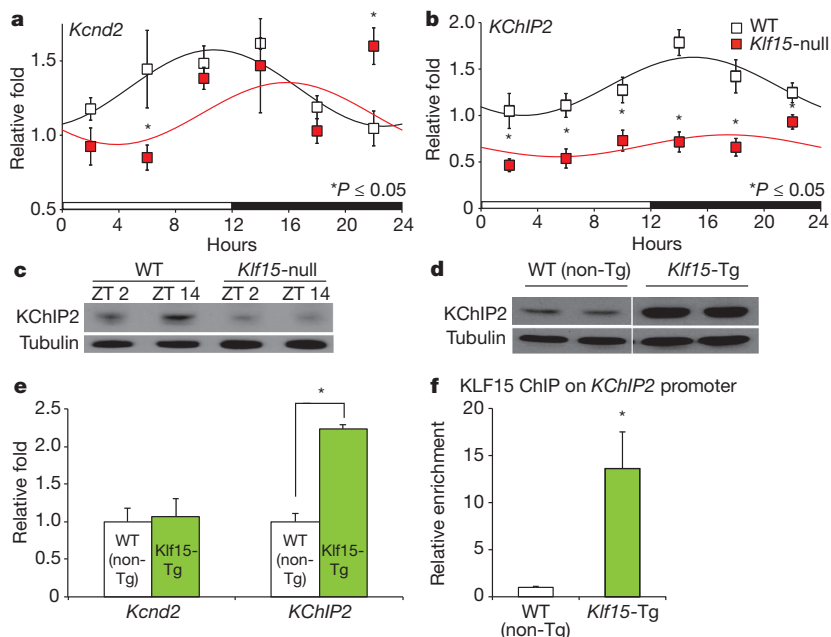 a
Kcnd2
*
*
Relative fold
1.5
1.0
0.5
*P ≤ 0.05
0 4 8 12 16 20 24
Hours
b
KChIP2
WT
Klf15-null
Relative fold
2.0
1.5
1.0
0.5
0
* * * * * *
*P ≤ 0.05
0 4 8 12 16 20 24
Hours
c
WT Klf15-null
ZT 2 ZT 14 ZT 2 ZT 14
KChIP2
Tubulin
d
WT (non-Tg) Klf15-Tg
KChIP2
Tubulin
e
Relative fold
2.5
2.0
1.5
1.0
0.5
0
*
WT (non-Tg)
Klf15-Tg
WT (non-Tg)
Klf15-Tg
Kcnd2 KChIP2
f KLF15 ChIP on KChIP2 promoter
Relative enrichment
20
15
10
5
0
*
WT (non-Tg)
Klf15-Tg